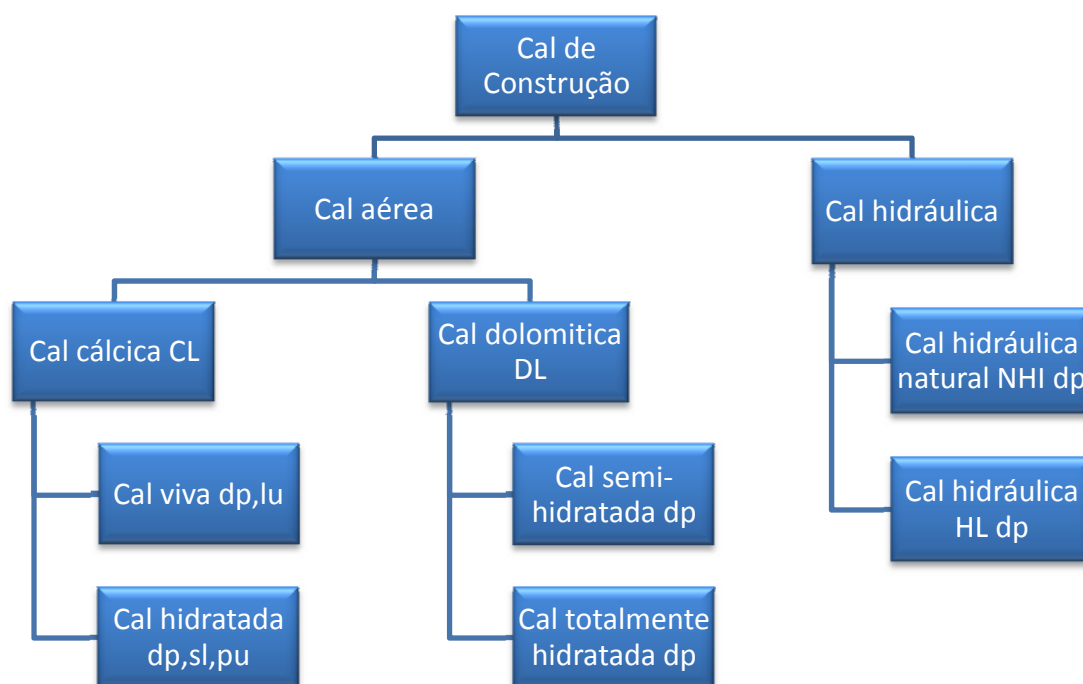 Cal de
Construção
Cal aérea
Cal hidráulica
Cal cálcica CL
Cal dolomitica
DL
Cal hidráulica
natural NHI dp
Cal viva dp,lu
Cal semi-
hidratada dp
Cal hidráulica
HL dp
Cal hidratada
dp,sl,pu
Cal totalmente
hidratada dp